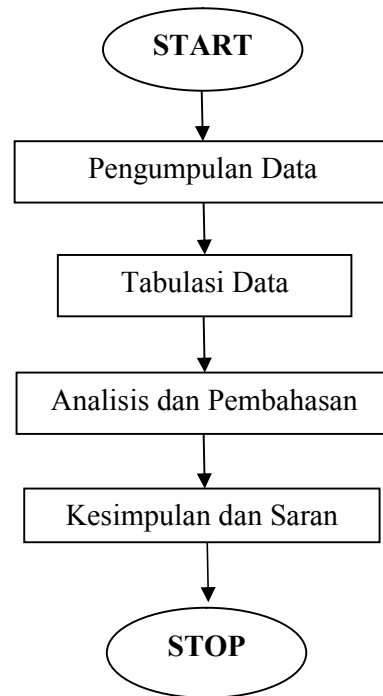 START
Pengumpulan Data
Tabulasi Data
Analisis dan Pembahasan
Kesimpulan dan Saran
STOP